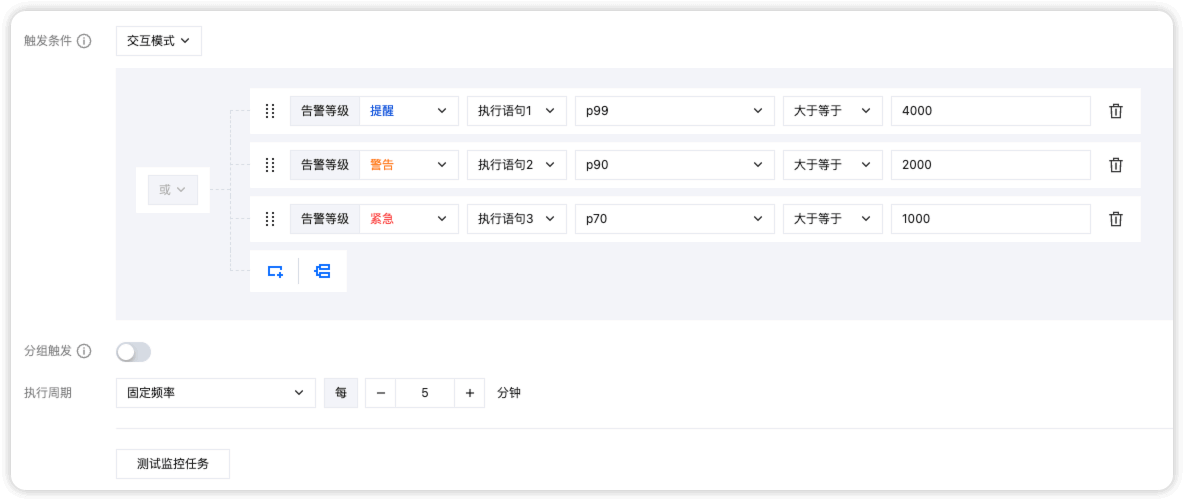 触发条件 交互模式
告警等级 提醒 执行语句1 p99 大于等于 4000
告警等级 警告 执行语句2 p90 大于等于 2000
或
告警等级 紧急 执行语句3 p70 大于等于 1000
分组触发
执行周期 固定频率 每 − 5 + 分钟
测试监控任务